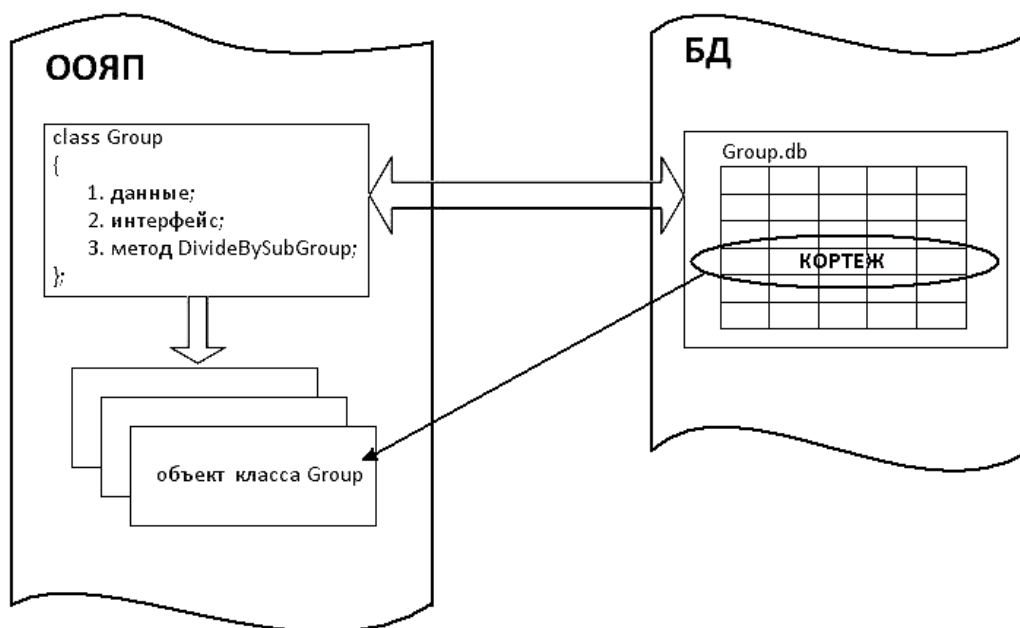 ООЯП
class Group
{
1. данные;
2. интерфейс;
3. метод DivideBySubGroup;
};
объект класса Group
БД
Group.db
КОРТЕЖ